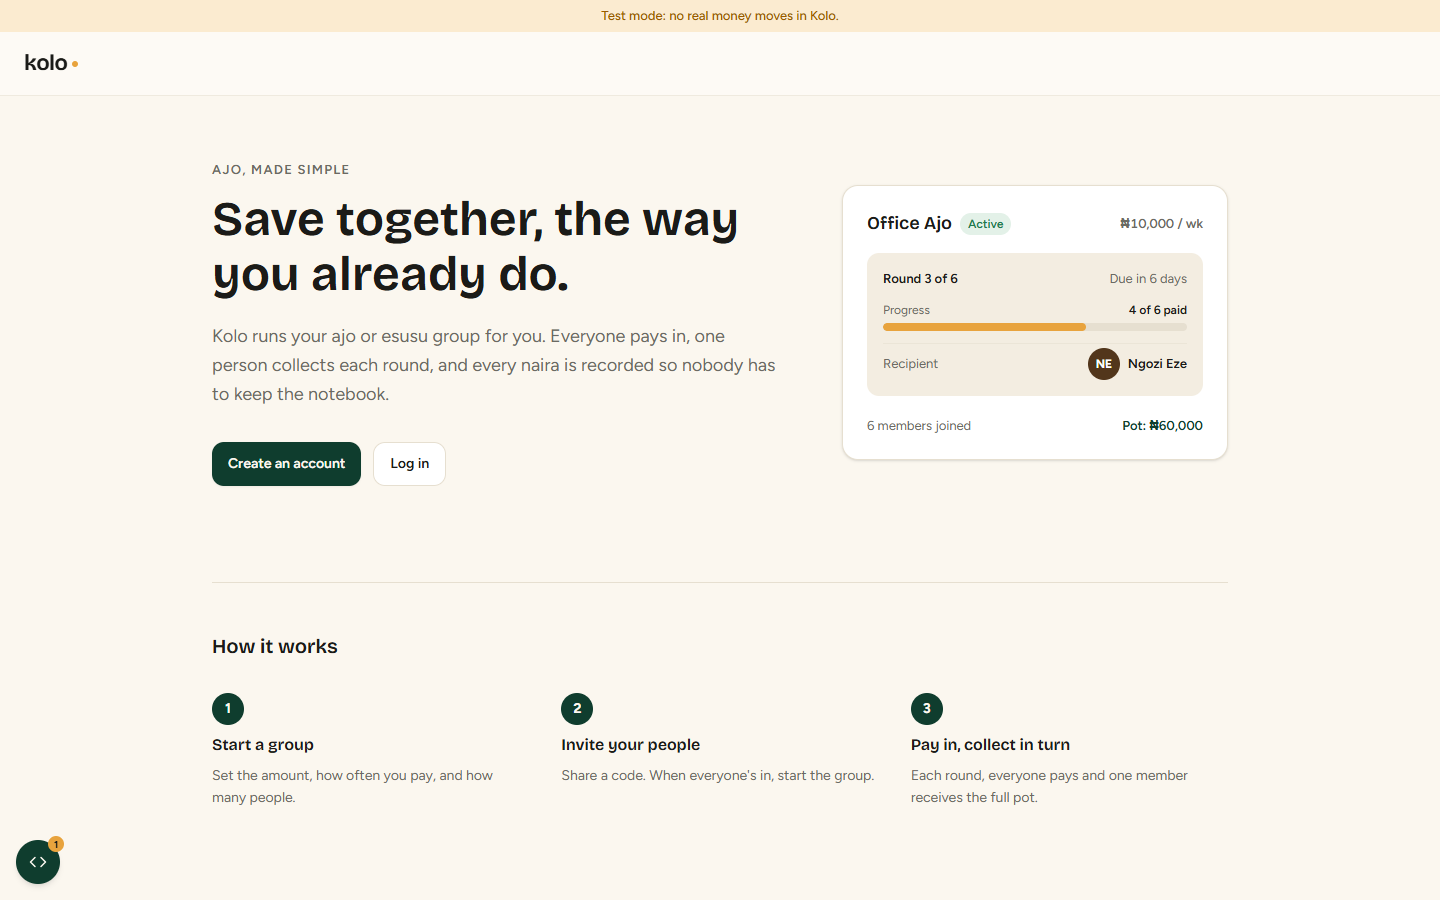 Test mode: no real money moves in Kolo.
kolo
AJO, MADE SIMPLE
Save together, the way
you already do.
Kolo runs your ajo or esusu group for you. Everyone pays in, one
person collects each round, and every naira is recorded so nobody has
to keep the notebook.
Create an account
Log in
Office Ajo
Active
₦10,000 / wk
Round 3 of 6
Due in 6 days
Progress
4 of 6 paid
Recipient
NE
Ngozi Eze
6 members joined
Pot: ₦60,000
How it works
1
Start a group
Set the amount, how often you pay, and how
many people.
2
Invite your people
Share a code. When everyone's in, start the group.
3
Pay in, collect in turn
Each round, everyone pays and one member
receives the full pot.
1